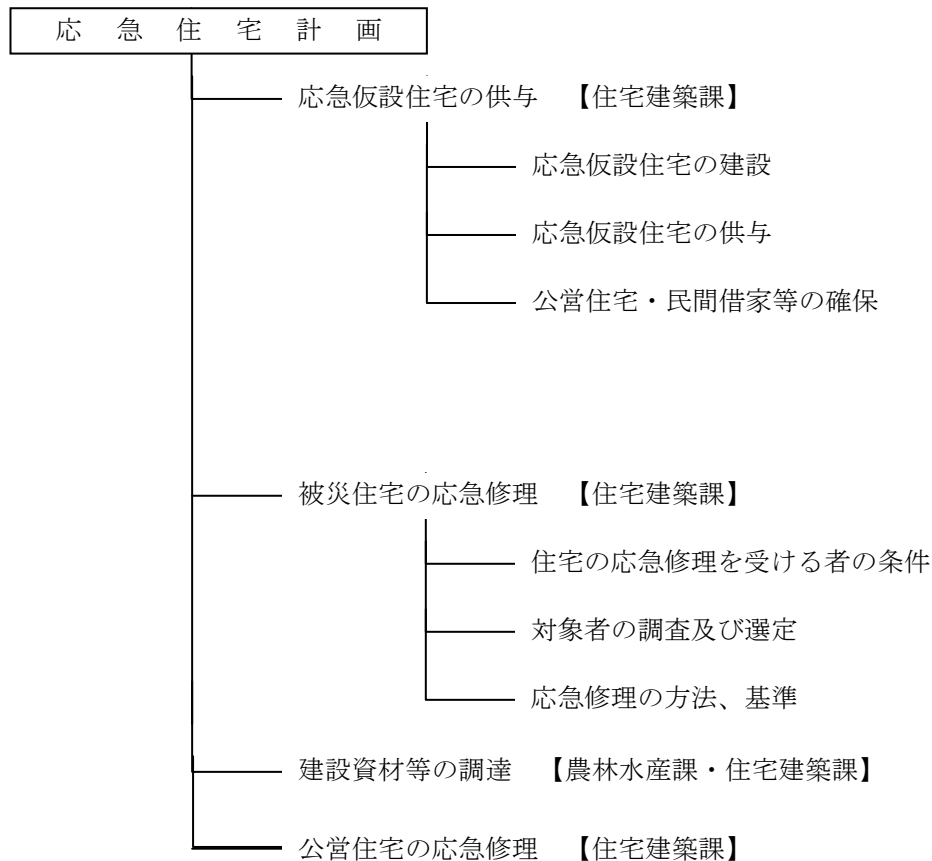 応急住宅計画
応急仮設住宅の供与 【住宅建築課】
応急仮設住宅の建設
応急仮設住宅の供与
公営住宅・民間借家等の確保
被災住宅の応急修理 【住宅建築課】
住宅の応急修理を受ける者の条件
対象者の調査及び選定
応急修理の方法、基準
建設資材等の調達 【農林水産課・住宅建築課】
公営住宅の応急修理 【住宅建築課】